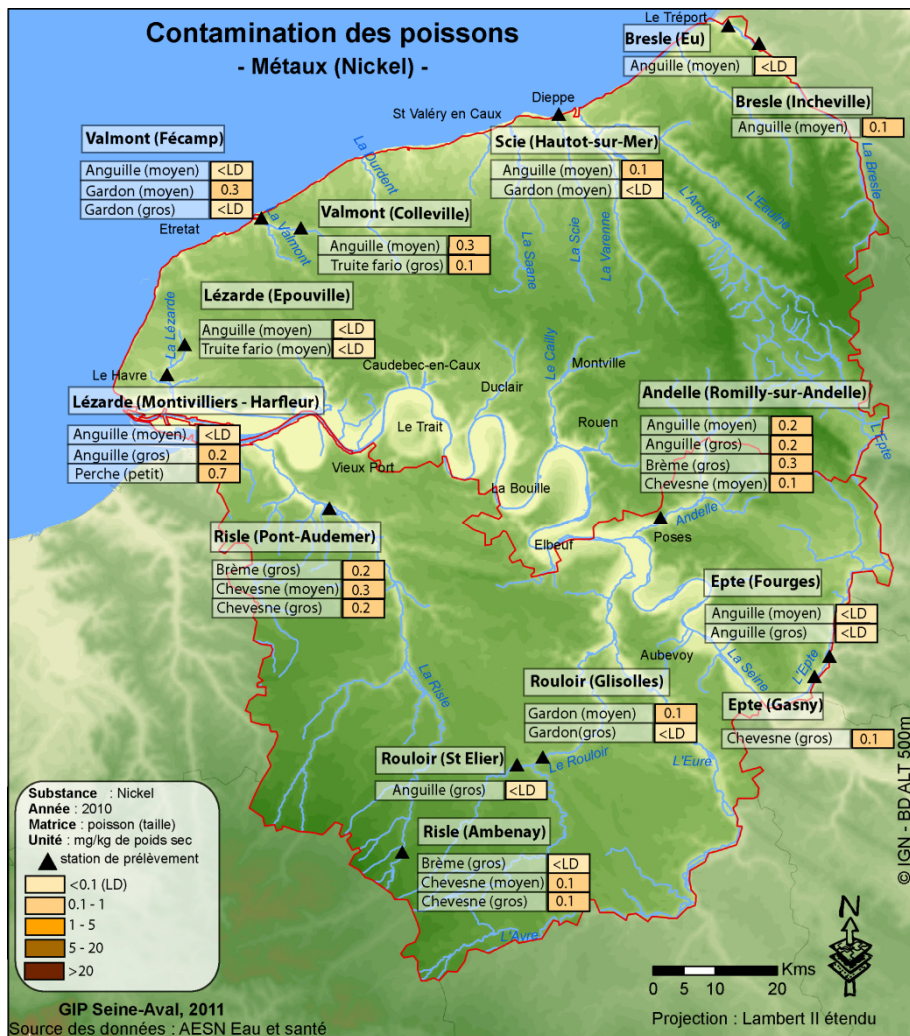 Contamination des poissons
- Métaux (Nickel) -
Le Tréport
Bresle (Eu)
Anguille (moyen) <LD
Bresle (Incheville)
Anguille (moyen) 0.1
La Bresle
Dieppe
St Valéry en Caux
Scie (Hautot-sur-Mer)
Anguille (moyen) 0.1
Gardon (moyen) <LD
La Durdent
Valmont (Fécamp)
Anguille (moyen) <LD
Gardon (moyen) 0.3
Gardon (gros) <LD
Etretat
La Valmont
Valmont (Colleville)
Anguille (moyen) 0.3
Truite fario (gros) 0.1
La Saane
La Scie
La Varenne
L'Arques
L'Eaulne
Lézarde (Epouville)
Anguille (moyen) <LD
Truite fario (moyen) <LD
La Lézarde
Le Havre
Lézarde (Montivilliers - Harfleur)
Anguille (moyen) <LD
Anguille (gros) 0.2
Perche (petit) 0.7
Caudebec-en-Caux
Le Trait
Vieux Port
Duclair
Le Cailly
Montville
Rouen
La Bouille
Elbeuf
Andelle (Romilly-sur-Andelle)
Anguille (moyen) 0.2
Anguille (gros) 0.2
Brème (gros) 0.3
Chevesne (moyen) 0.1
L'Epte
Andelle
Poses
Risle (Pont-Audemer)
Brème (gros) 0.2
Chevesne (moyen) 0.3
Chevesne (gros) 0.2
La Risle
Epte (Fourges)
Anguille (moyen) <LD
Anguille (gros) <LD
Aubevoy
La Seine
L'Epte
Epte (Gasny)
Chevesne (gros) 0.1
Rouloir (Glisolles)
Gardon (moyen) 0.1
Gardon(gros) <LD
L'Eure
Rouloir (St Elier)
Le Rouloir
Anguille (gros) <LD
Risle (Ambenay)
Brème (gros) <LD
Chevesne (moyen) 0.1
Chevesne (gros) 0.1
L'Avre
Substance : Nickel
Année : 2010
Matrice : poisson (taille)
Unité : mg/kg de poids sec
station de prélèvement
<0.1 (LD)
0.1 - 1
1 - 5
5 - 20
>20
GIP Seine-Aval, 2011
Source des données : AESN Eau et santé
N
Kms
0 10 20
Projection : Lambert II étendu
© IGN - BD ALT 500m